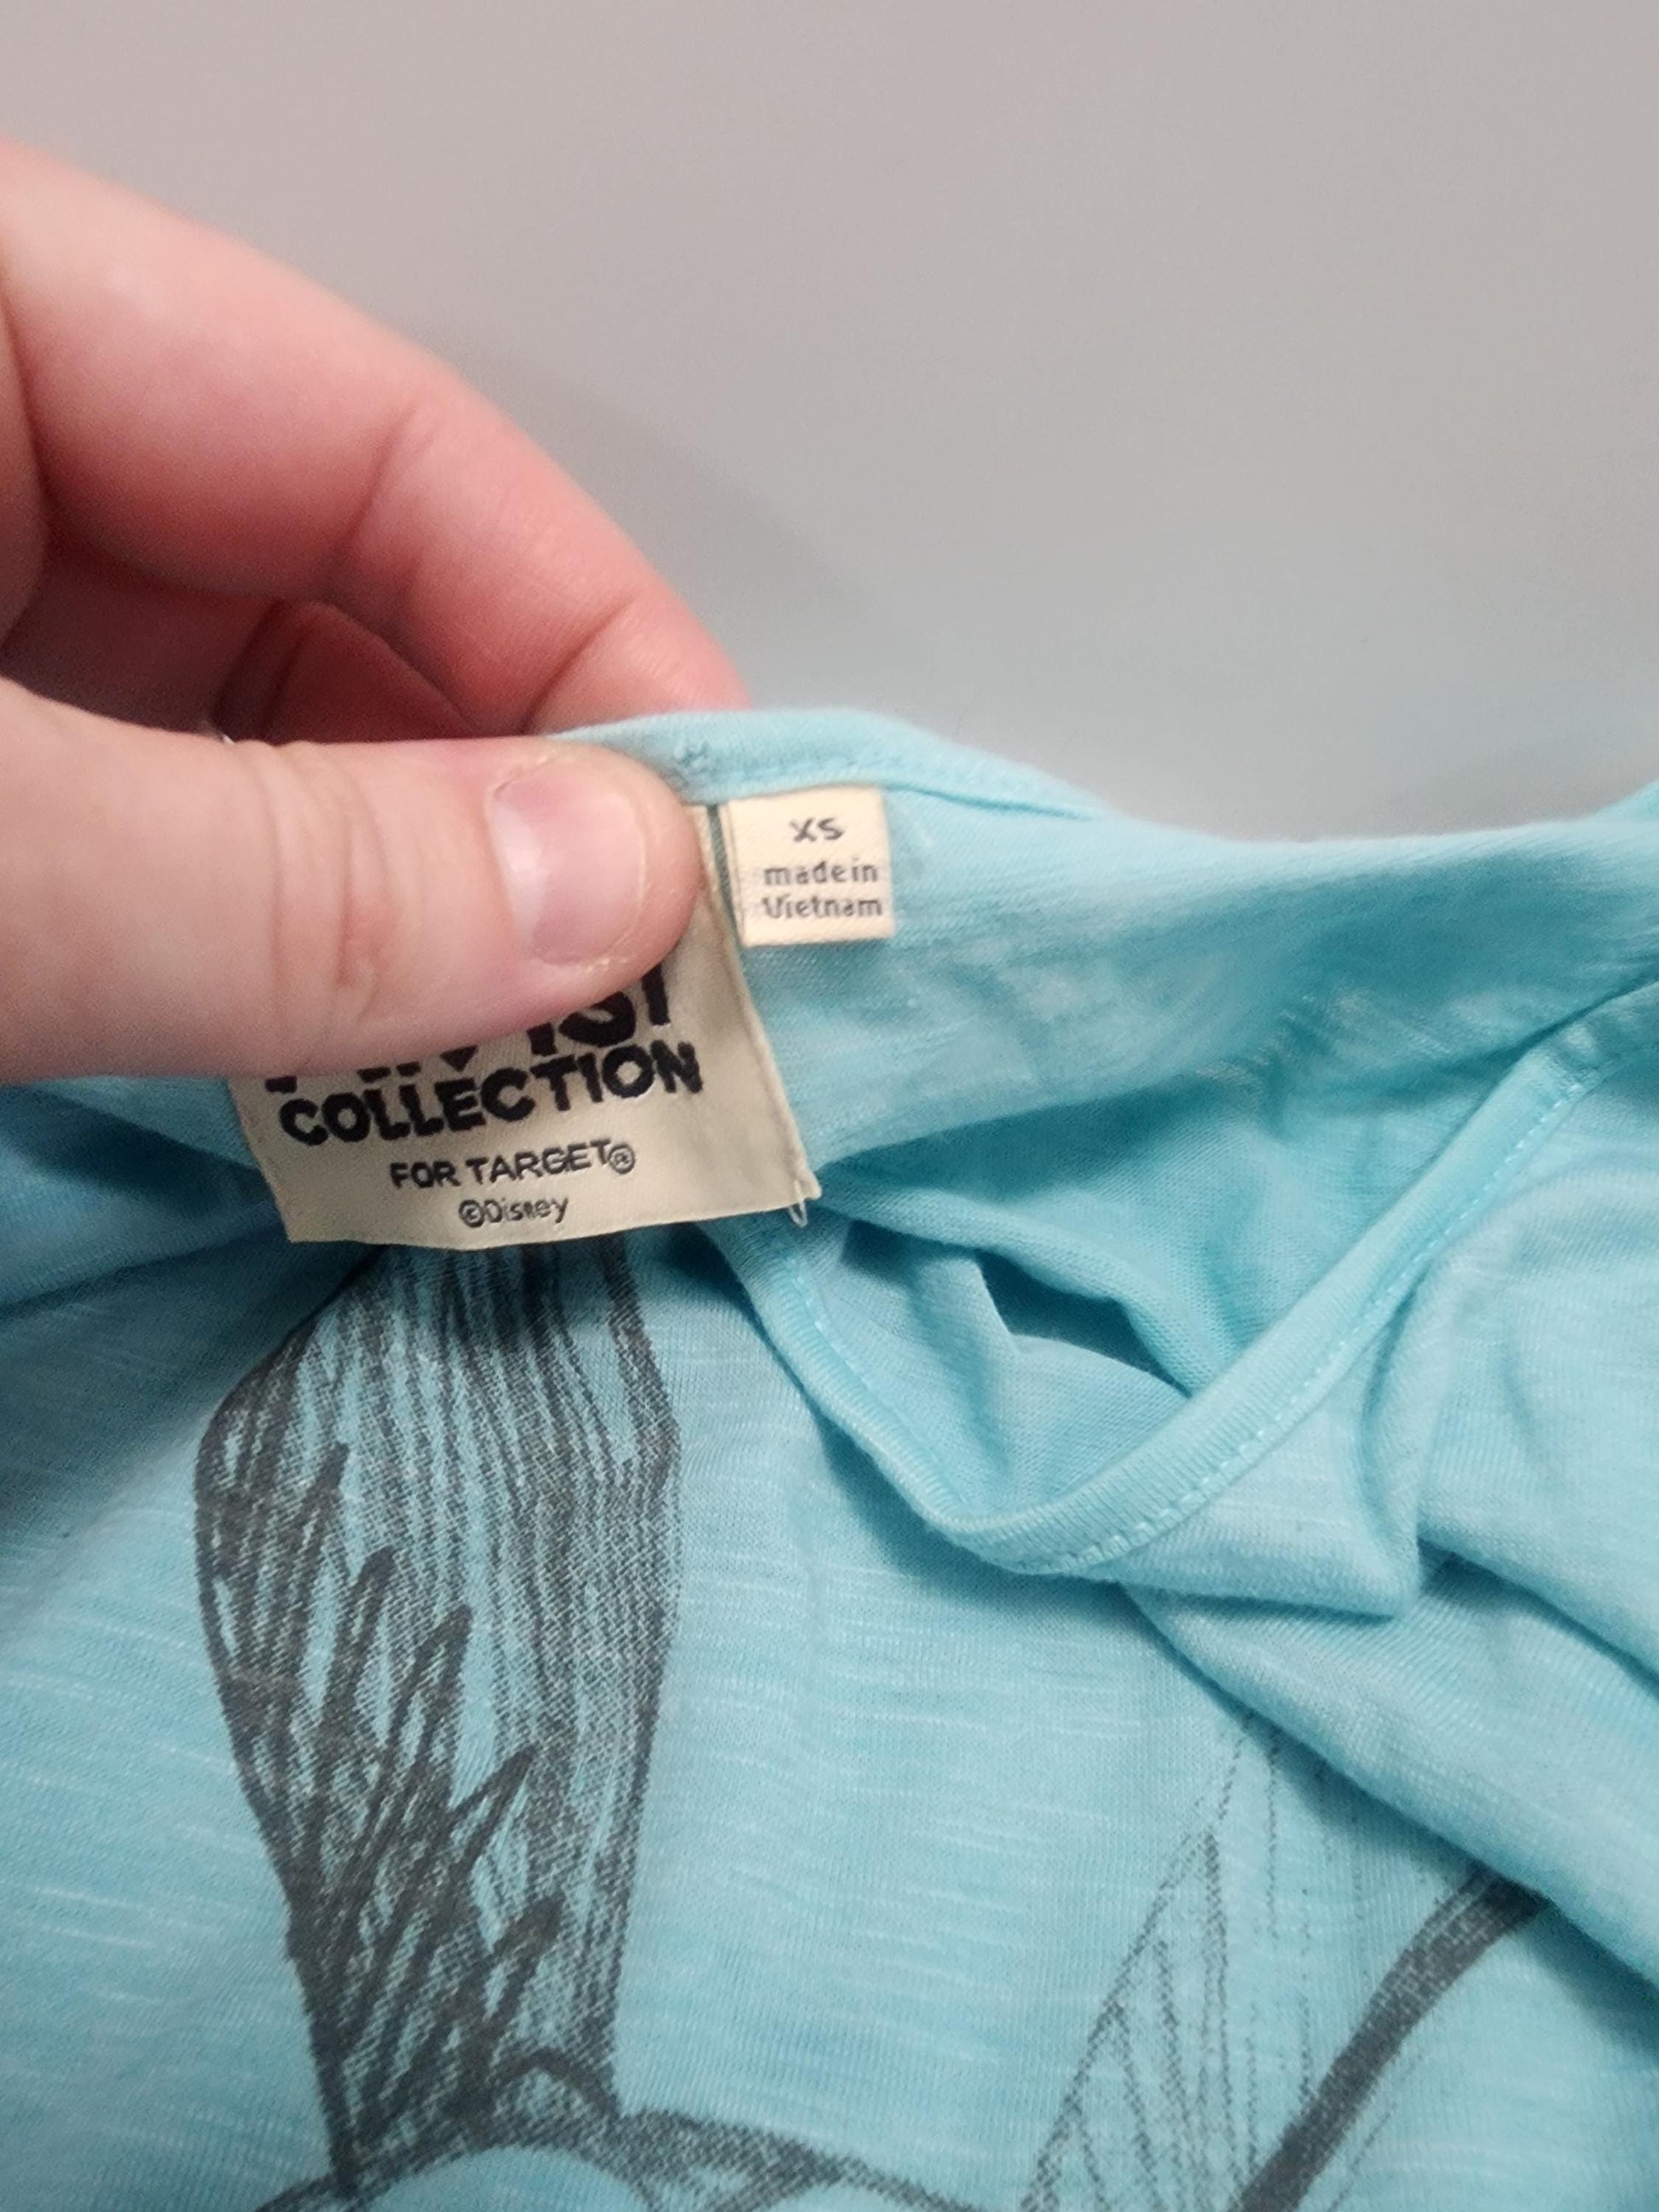 XS
made in
Vietnam
COLLECTION
FOR TARGET®
©Disney